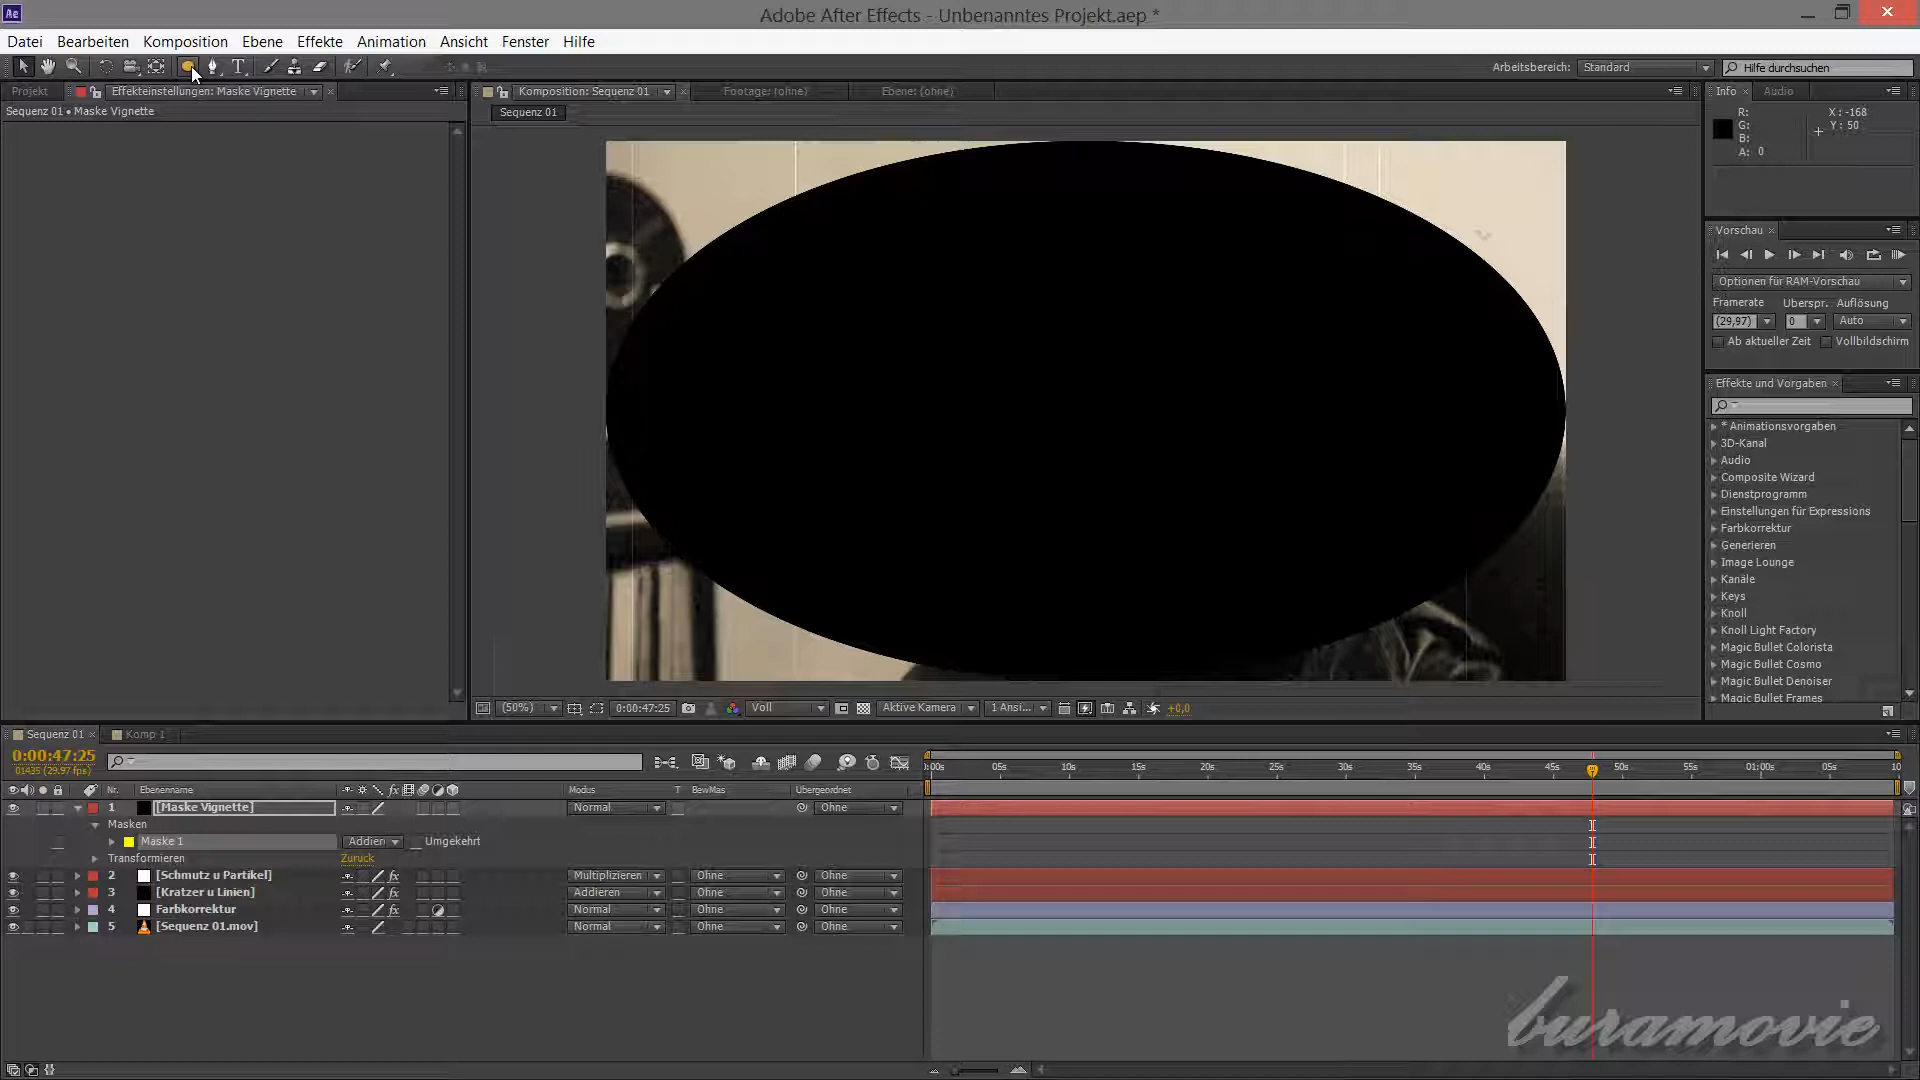 Adobe After Effects - Unbenanntes Projekt.aep *
Datei Bearbeiten Komposition Ebene Effekte Animation Ansicht Fenster Hilfe
Arbeitsbereich: Standard Hilfe durchsuchen
Projekt Effekteinstellungen: Maske Vignette
Sequenz 01 • Maske Vignette
Komposition: Sequenz 01 Footage: (ohne) Ebene: (ohne)
Sequenz 01
Info Audio
R: X : -168
G: Y : 50
B:
A: 0
Vorschau
Optionen für RAM-Vorschau
Framerate Überspr. Auflösung
(29,97) 0 Auto
Ab aktueller Zeit Vollbildschirm
Effekte und Vorgaben
* Animationsvorgaben
3D-Kanal
Audio
Composite Wizard
Dienstprogramm
Einstellungen für Expressions
Farbkorrektur
Generieren
Image Lounge
Kanäle
Keys
Knoll
Knoll Light Factory
Magic Bullet Colorista
Magic Bullet Cosmo
Magic Bullet Denoiser
Magic Bullet Frames
(50%) 0:00:47:25 Voll Aktive Kamera 1 Ansi... +0,0
Sequenz 01 Komp 1
0:00:47:25
01435 (29.97 fps)
:00s 05s 10s 15s 20s 25s 30s 35s 40s 45s 50s 55s 01:00s 05s 10
Nr. Ebenenname Modus T BewMas Übergeordnet
1 [Maske Vignette] Normal Ohne
Masken
Maske 1 Addieren Umgekehrt
Transformieren Zurück
2 [Schmutz u Partikel] fx Multiplizieren Ohne Ohne
3 [Kratzer u Linien] fx Addieren Ohne Ohne
4 Farbkorrektur fx Normal Ohne Ohne
5 [Sequenz 01.mov] Normal Ohne Ohne
buramovie